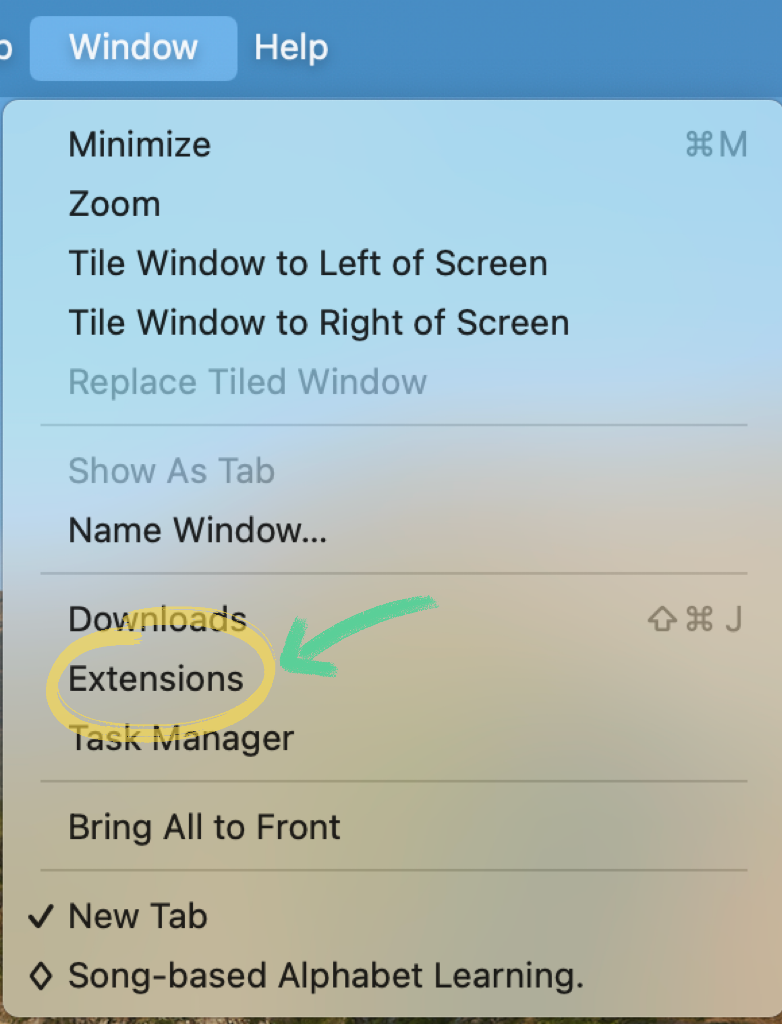 Window Help
Minimize ⌘M
Zoom
Tile Window to Left of Screen
Tile Window to Right of Screen
Replace Tiled Window
Show As Tab
Name Window...
Downloads ⇧⌘ J
Extensions
Task Manager
Bring All to Front
✓ New Tab
◊ Song-based Alphabet Learning.